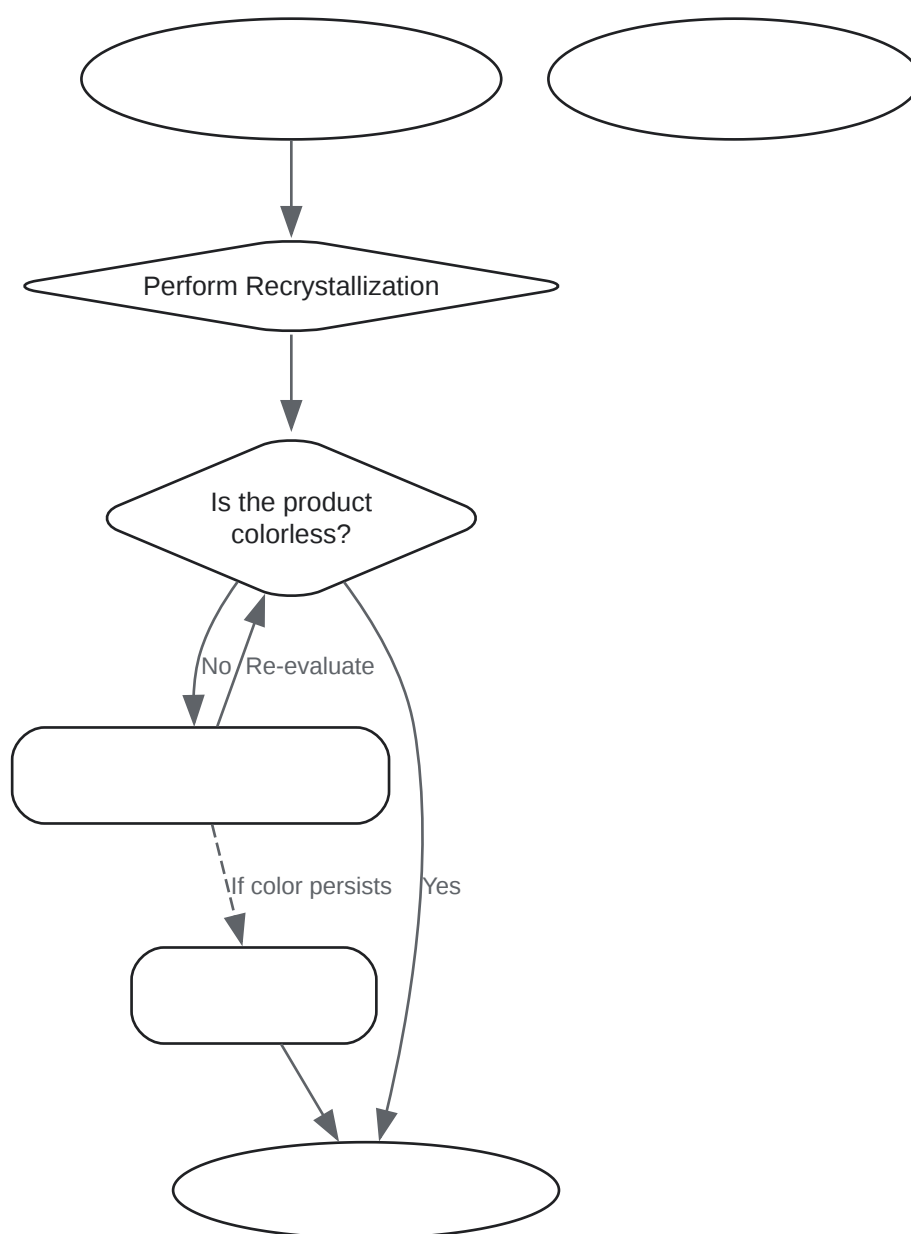 Perform Recrystallization
Is the product
colorless?
No
Re-evaluate
If color persists
Yes